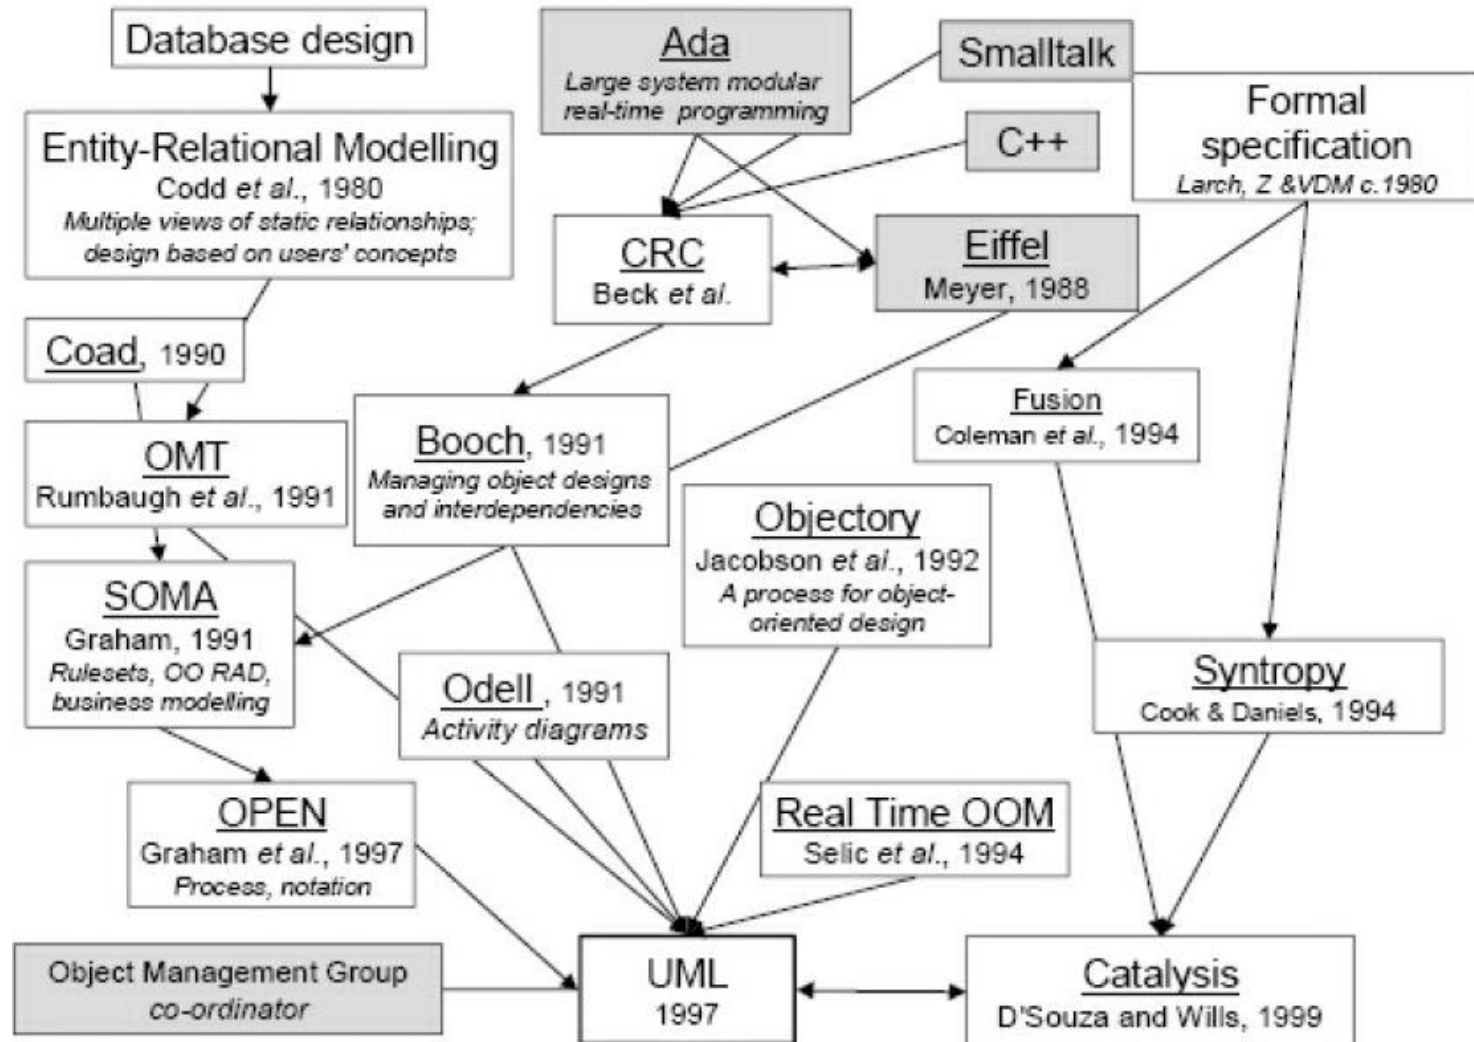 Database design
Ada
Large system modular
real-time programming
Smalltalk
Formal
specification
Larch, Z &VDM c.1980
C++
Entity-Relational Modelling
Codd et al., 1980
Multiple views of static relationships;
design based on users' concepts
CRC
Beck et al.
Eiffel
Meyer, 1988
Coad, 1990
OMT
Rumbaugh et al., 1991
Booch, 1991
Managing object designs
and interdependencies
Fusion
Coleman et al., 1994
Objectory
Jacobson et al., 1992
A process for object-
oriented design
SOMA
Graham, 1991
Rulesets, OO RAD,
business modelling
Odell , 1991
Activity diagrams
Syntropy
Cook & Daniels, 1994
OPEN
Graham et al., 1997
Process, notation
Real Time OOM
Selic et al., 1994
Object Management Group
co-ordinator
UML
1997
Catalysis
D'Souza and Wills, 1999